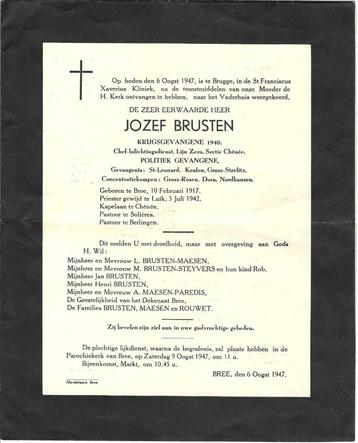 Op heden den 6 Oogst 1947, is te Brugge, in de St Franciscus
Xaverius Kliniek, na de troostmiddelen van onze Moeder de
H. Kerk ontvangen te hebben, naar het Vaderhuis weergekeerd,
DE ZEER EERWAARDE HEER
JOZEF BRUSTEN
KRIJGSGEVANGENE 1940,
Chef-Inlichtingsdienst, Lijn Zero, Sectie Chênée,
POLITIEK GEVANGENE,
Gevangenis: St-Leonard, Keulen, Grosz-Sterlitz,
Concentratiekampen: Grosz-Rosen, Dora, Nordhausen.
Geboren te Bree, 10 Februari 1917,
Priester gewijd te Luik, 5 Juli 1942,
Kapelaan te Chênée,
Pastoor te Solières,
Pastoor te Berlingen.
Dit melden U met droefheid, maar met overgeving aan Gods
H. Wil:
Mijnheer en Mevrouw L. BRUSTEN-MAESEN,
Mijnheer en Mevrouw M. BRUSTEN-STEYVERS en hun kind Rob,
Mijnheer Jan BRUSTEN,
Mijnheer Henri BRUSTEN,
Mijnheer en Mevrouw A. MAESEN-PAREDIS,
De Geestelijkheid van het Dekenaat Bree,
De Families BRUSTEN, MAESEN en ROUWET.
Zij bevelen zijn ziel aan in uwe godvruchtige gebeden.
De plechtige lijkdienst, waarna de begrafenis, zal plaats hebben in de
Parochiekerk van Bree, op Zaterdag 9 Oogst 1947, om 11 u.
Bijeenkomst, Markt, om 10.45 u.
BREE, den 6 Oogst 1947.
Bree